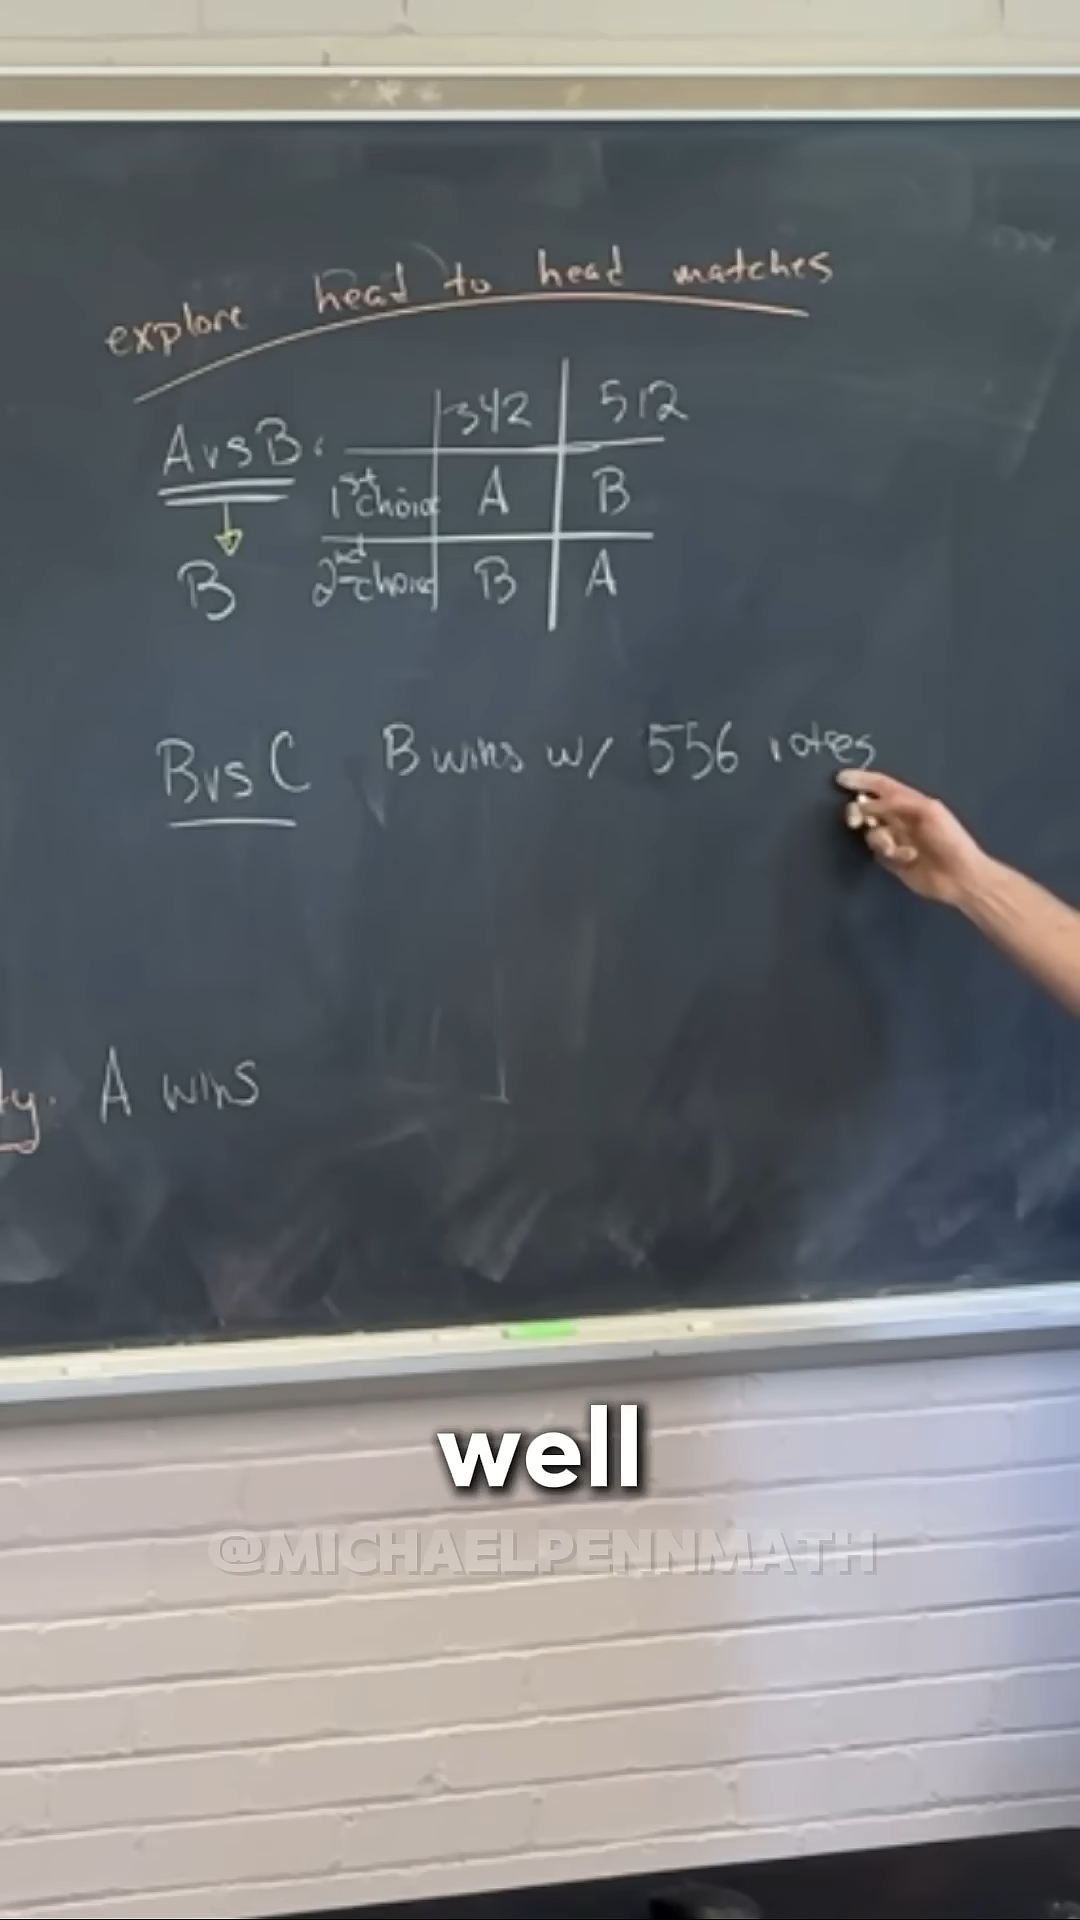 explore head to head matches
A vs B. 342 512
1st choice A B
2nd choice B A
B
B vs C B wins w/ 556 votes
ty. A wins
well
@MICHAELPENNMATH